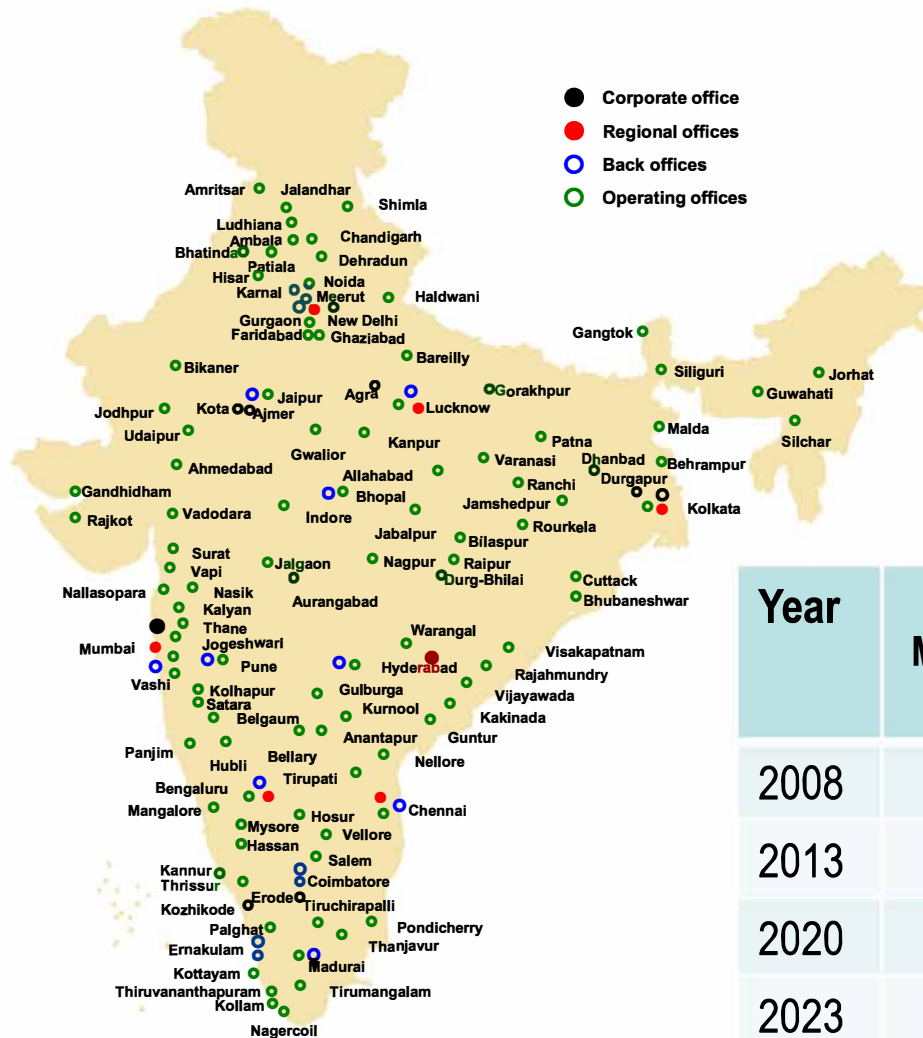 Corporate office
Regional offices
Back offices
Operating offices
Amritsar
Jalandhar
Shimla
Ludhiana
Ambala
Chandigarh
Bhatinda
Patiala
Dehradun
Hisar
Noida
Karnal
Meerut
Haldwani
Gurgaon
New Delhi
Faridabad
Ghaziabad
Gangtok
Bareilly
Siliguri
Bikaner
Jorhat
Guwahati
Agra
Gorakhpur
Jaipur
Jodhpur
Kota
Ajmer
Lucknow
Malda
Silchar
Udaipur
Kanpur
Patna
Gwalior
Varanasi
Dhanbad
Behrampur
Ahmedabad
Allahabad
Durgapur
Gandhidham
Bhopal
Ranchi
Jamshedpur
Kolkata
Rajkot
Vadodara
Indore
Jabalpur
Rourkela
Bilaspur
Surat
Jalgaon
Nagpur
Raipur
Vapi
Durg-Bhilai
Cuttack
Nallasopara
Nasik
Aurangabad
Bhubaneshwar
Kalyan
Thane
Warangal
Mumbai
Jogeshwari
Visakapatnam
Pune
Hyderabad
Rajahmundry
Vashi
Kolhapur
Gulburga
Vijayawada
Satara
Kurnool
Kakinada
Belgaum
Anantapur
Guntur
Panjim
Hubli
Bellary
Nellore
Tirupati
Bengaluru
Mangalore
Chennai
Hosur
Mysore
Vellore
Hassan
Salem
Kannur
Coimbatore
Thrissur
Erode
Kozhikode
Tiruchirapalli
Palghat
Pondicherry
Thanjavur
Ernakulam
Madurai
Kottayam
Thiruvananthapuram
Tirumangalam
Kollam
Nagercoil
Year
M
2008
2013
2020
2023